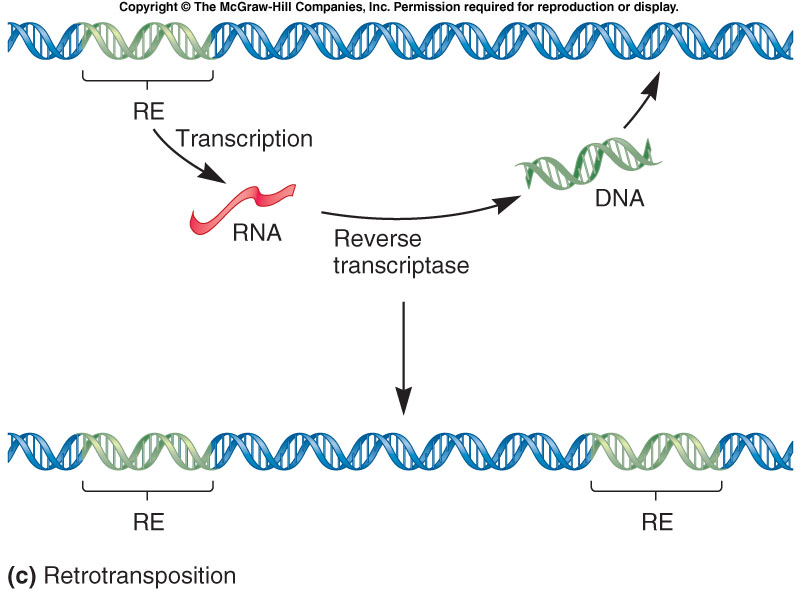 Copyright © The McGraw-Hill Companies, Inc. Permission required for reproduction or display.
RE
Transcription
RNA
Reverse
transcriptase
DNA
RE
RE
(c) Retrotransposition